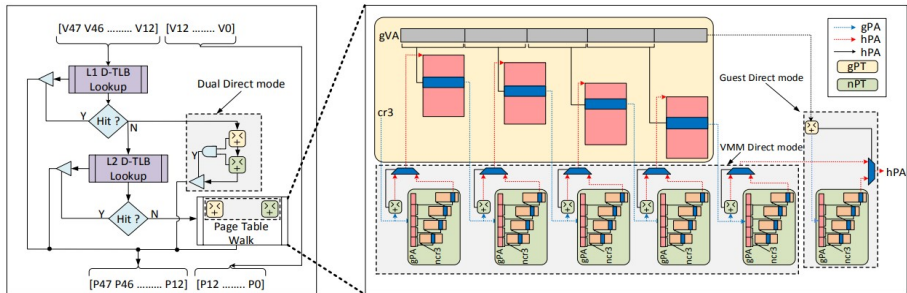 [V47 V46 ......... V12]
[V12 ......... V0]
L1 D-TLB
Lookup
Dual Direct mode
Y
Hit ?
N
Y
L2 D-TLB
Lookup
Y
Hit ?
N
Page Table
Walk
[P47 P46 ......... P12]
[P12 ........ P0]
gVA
cr3
Guest Direct mode
VMM Direct mode
hPA
gPA
ncr3
gPA
ncr3
gPA
ncr3
gPA
ncr3
gPA
ncr3
gPA
ncr3
gPA
hPA
hPA
gPT
nPT